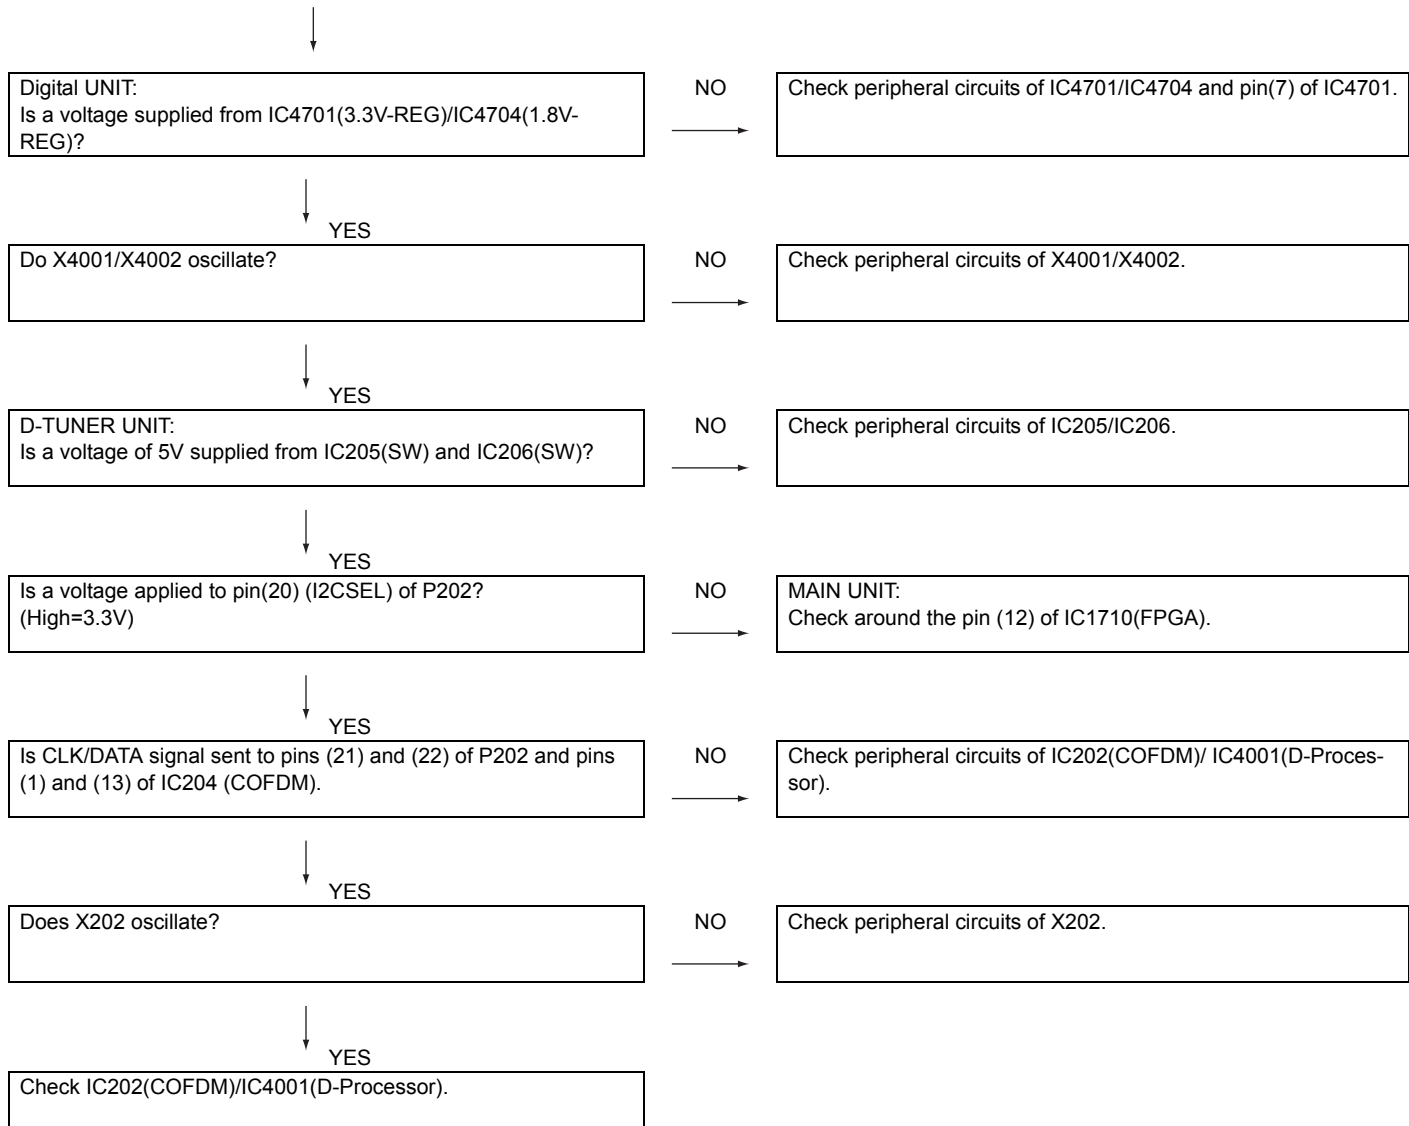 Digital UNIT:
Is a voltage supplied from IC4701(3.3V-REG)/IC4704(1.8V-
REG)?
NO
Check peripheral circuits of IC4701/IC4704 and pin(7) of IC4701.
YES
Do X4001/X4002 oscillate?
NO
Check peripheral circuits of X4001/X4002.
YES
D-TUNER UNIT:
Is a voltage of 5V supplied from IC205(SW) and IC206(SW)?
NO
Check peripheral circuits of IC205/IC206.
YES
Is a voltage applied to pin(20) (I2CSEL) of P202?
(High=3.3V)
NO
MAIN UNIT:
Check around the pin (12) of IC1710(FPGA).
YES
Is CLK/DATA signal sent to pins (21) and (22) of P202 and pins
(1) and (13) of IC204 (COFDM).
NO
Check peripheral circuits of IC202(COFDM)/ IC4001(D-Proces-
sor).
YES
Does X202 oscillate?
NO
Check peripheral circuits of X202.
YES
Check IC202(COFDM)/IC4001(D-Processor).